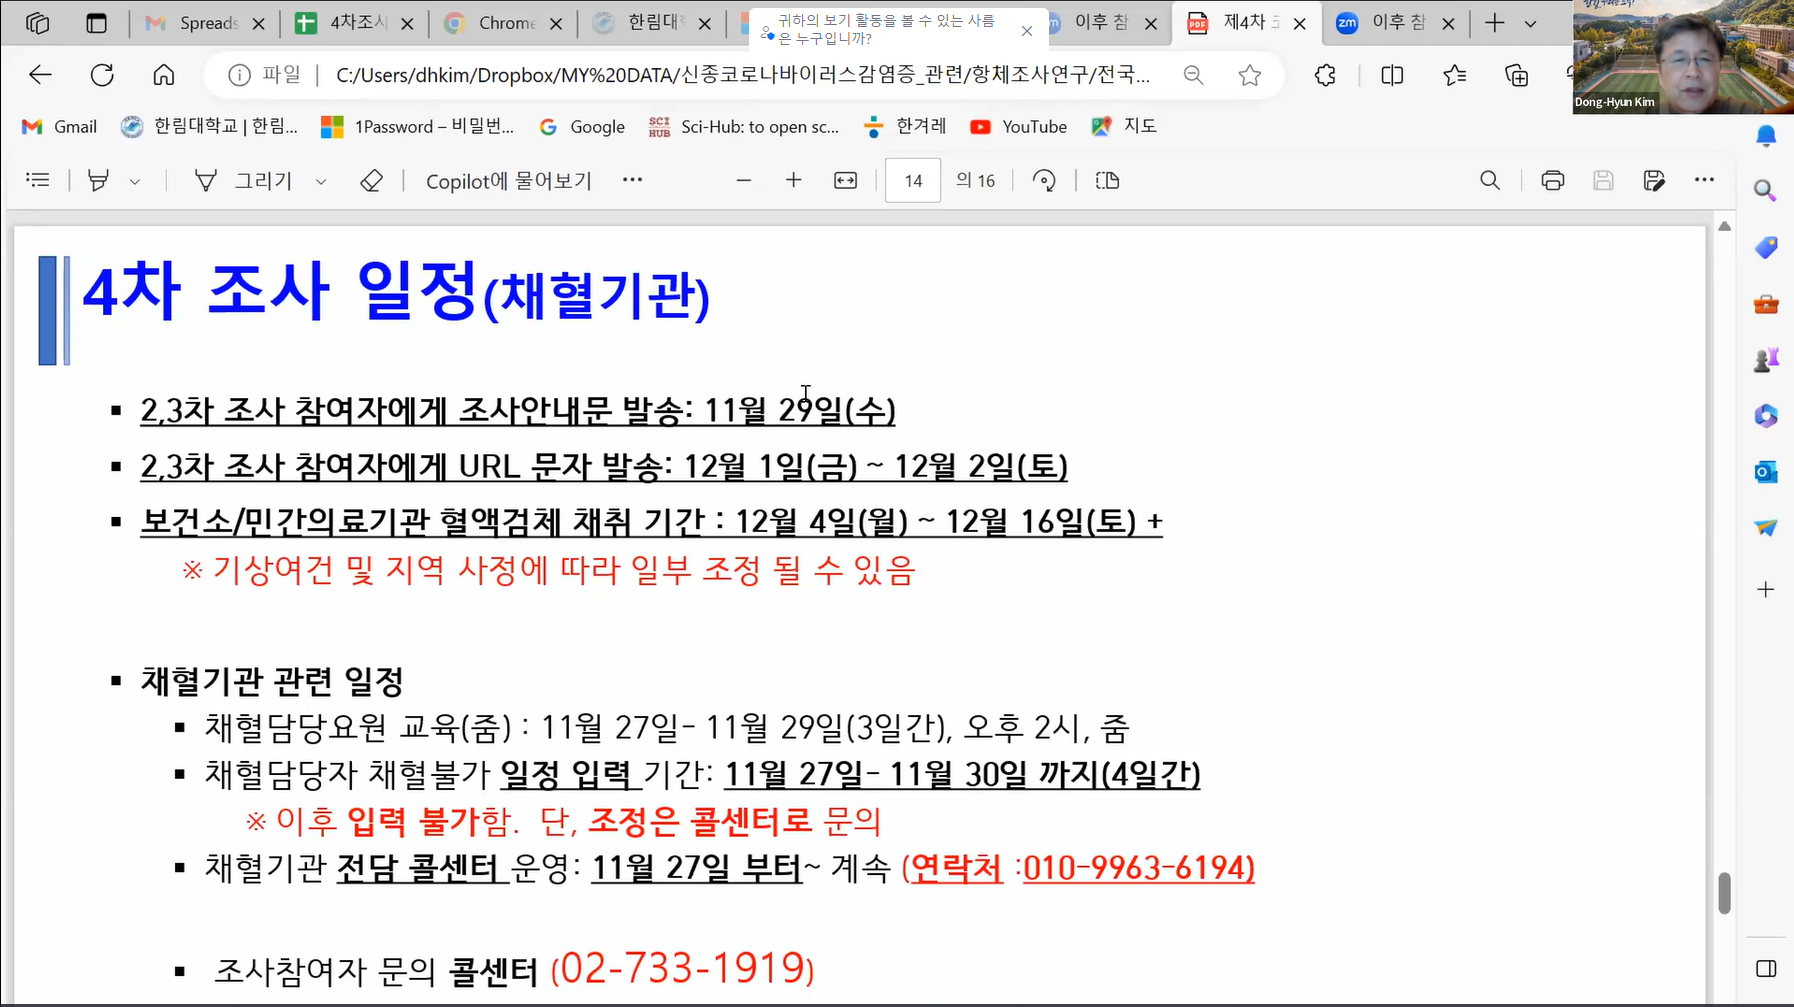 Spreads
4차조사
Chrome
한림대
귀하의 보기 활동을 볼 수 있는 사름
은 누구입니까?
이후 참
제4차
zm 이후 참
파일 C:/Users/dhkim/Dropbox/MY%20DATA/신종코로나바이러스감염증_관련/항체조사연구/전국...
Dong-Hyun Kim
Gmail 한림대학교 | 한림... 1Password – 비밀번... Google SCI HUB Sci-Hub: to open sc... 한겨레 YouTube 지도
그리기 Copilot에 물어보기 ... 14 의 16
4차 조사 일정(채혈기관)
▪ 2,3차 조사 참여자에게 조사안내문 발송: 11월 29일(수)
▪ 2,3차 조사 참여자에게 URL 문자 발송: 12월 1일(금) ~ 12월 2일(토)
▪ 보건소/민간의료기관 혈액검체 채취 기간 : 12월 4일(월) ~ 12월 16일(토) +
※ 기상여건 및 지역 사정에 따라 일부 조정 될 수 있음
▪ 채혈기관 관련 일정
▪ 채혈담당요원 교육(줌) : 11월 27일- 11월 29일(3일간), 오후 2시, 줌
▪ 채혈담당자 채혈불가 일정 입력 기간: 11월 27일- 11월 30일 까지(4일간)
※ 이후 입력 불가함. 단, 조정은 콜센터로 문의
▪ 채혈기관 전담 콜센터 운영: 11월 27일 부터~ 계속 (연락처 :010-9963-6194)
▪ 조사참여자 문의 콜센터 (02-733-1919)